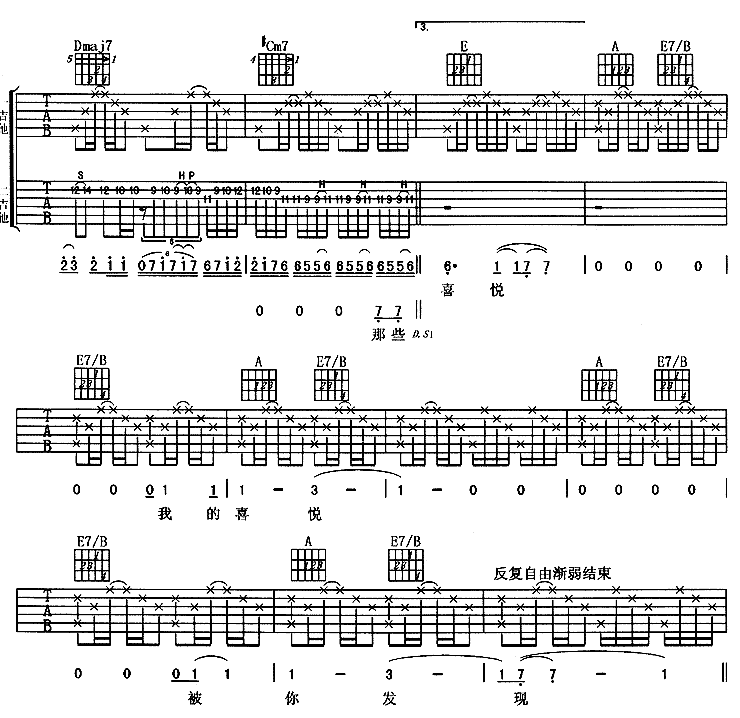 3.
Dmaj7 #Cm7 E A E7/B
5 1 4 1
T A B
吉他一
S H P H H H
12 14 12 10 10 9 10 9 10 9 11 9 10 12 12 10 9 11 11 9 9 11 11 9 9 11 11 9 9 11
T A B
吉他二
6
2 3 2 1 1 0 7 1 7 1 7 6 7 1 2 2 1 7 6 6 5 5 6 6 5 5 6 6 5 5 6 6· 1 1 7 7 0 0 0 0
喜 悦
0 0 0 7 7
那 些 D.S1
E7/B A E7/B A E7/B
T A B
0 0 0 1 1 1 - 3 - 1 - 0 0 0 0 0 0
我 的 喜 悦
E7/B A E7/B 反复自由渐弱结束
T A B
0 0 0 1 1 1 - 3 - 1 7 7 - 1
被 你 发 现